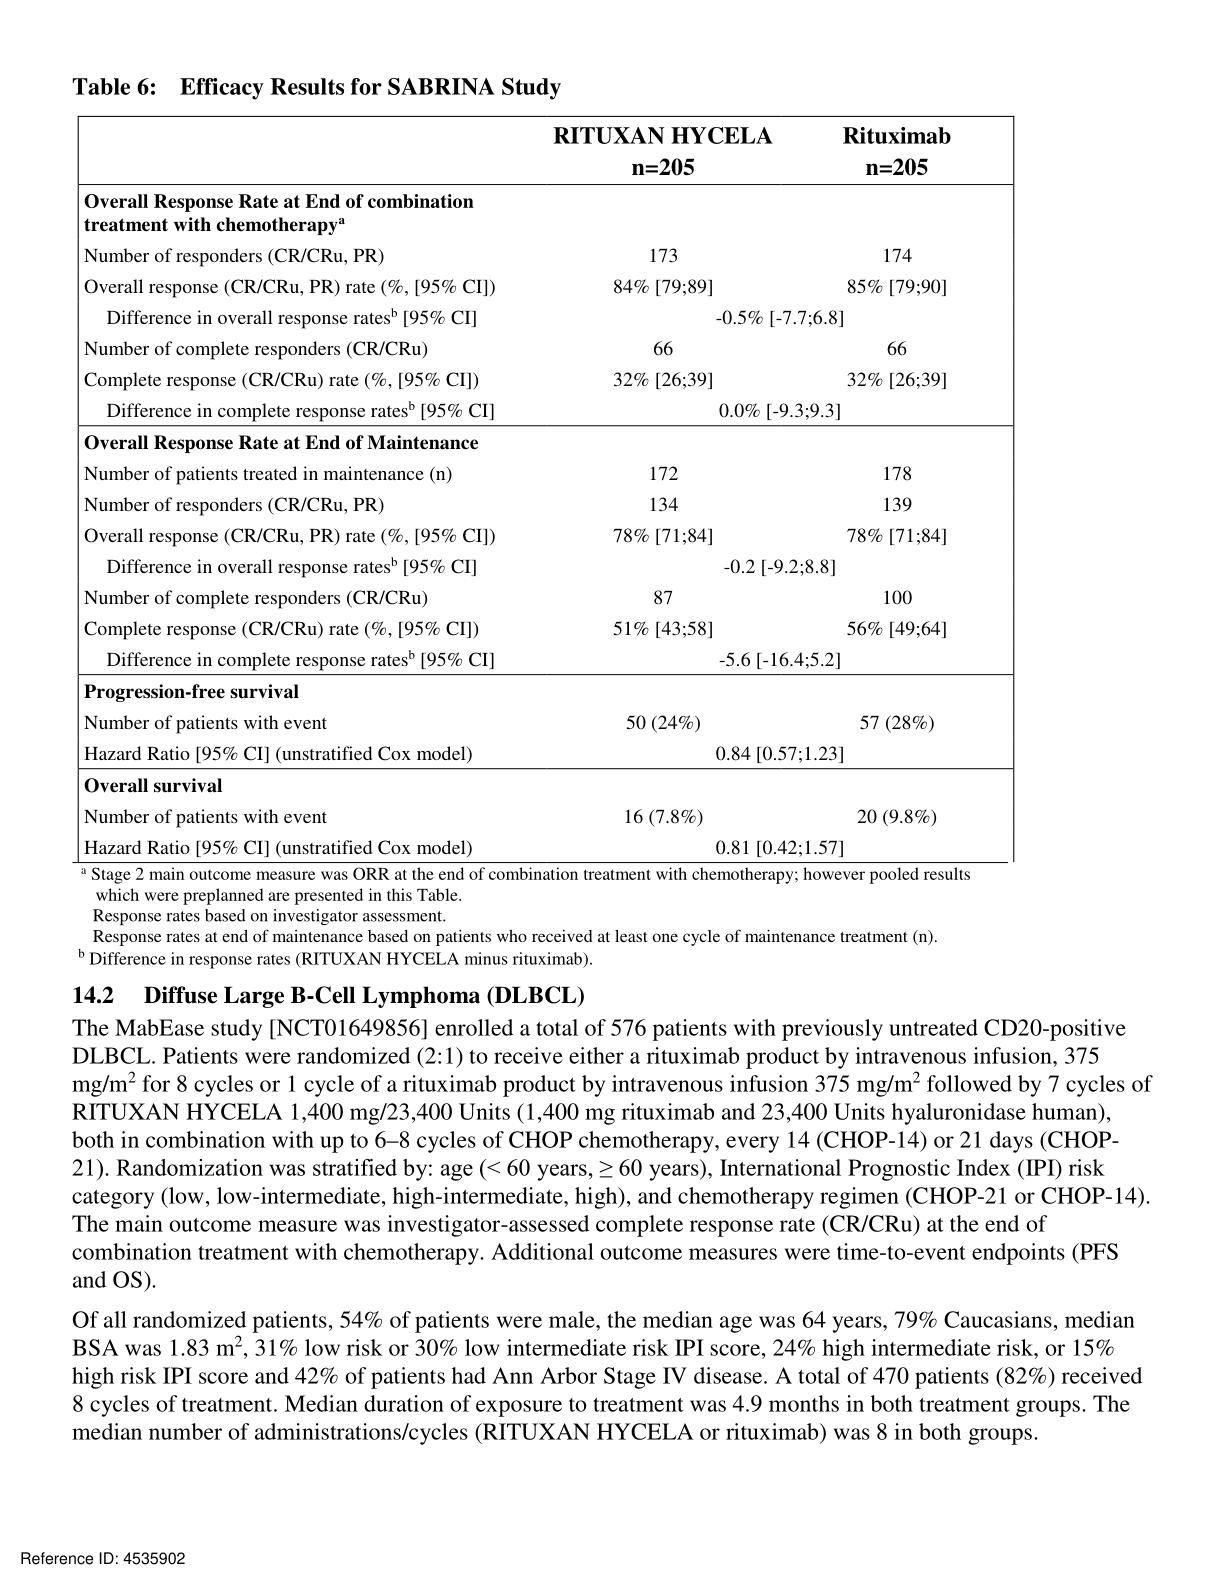 Table 6: Efficacy Results for SABRINA Study
RITUXAN HYCELA Rituximab
n=205 n=205
Overall Response Rate at End of combination
treatment with chemotherapyᵃ
Number of responders (CR/CRu, PR) 173 174
Overall response (CR/CRu, PR) rate (%, [95% CI]) 84% [79;89] 85% [79;90]
Difference in overall response ratesᵇ [95% CI] -0.5% [-7.7;6.8]
Number of complete responders (CR/CRu) 66 66
Complete response (CR/CRu) rate (%, [95% CI]) 32% [26;39] 32% [26;39]
Difference in complete response ratesᵇ [95% CI] 0.0% [-9.3;9.3]
Overall Response Rate at End of Maintenance
Number of patients treated in maintenance (n) 172 178
Number of responders (CR/CRu, PR) 134 139
Overall response (CR/CRu, PR) rate (%, [95% CI]) 78% [71;84] 78% [71;84]
Difference in overall response ratesᵇ [95% CI] -0.2 [-9.2;8.8]
Number of complete responders (CR/CRu) 87 100
Complete response (CR/CRu) rate (%, [95% CI]) 51% [43;58] 56% [49;64]
Difference in complete response ratesᵇ [95% CI] -5.6 [-16.4;5.2]
Progression-free survival
Number of patients with event 50 (24%) 57 (28%)
Hazard Ratio [95% CI] (unstratified Cox model) 0.84 [0.57;1.23]
Overall survival
Number of patients with event 16 (7.8%) 20 (9.8%)
Hazard Ratio [95% CI] (unstratified Cox model) 0.81 [0.42;1.57]
ᵃ Stage 2 main outcome measure was ORR at the end of combination treatment with chemotherapy; however pooled results
which were preplanned are presented in this Table.
Response rates based on investigator assessment.
Response rates at end of maintenance based on patients who received at least one cycle of maintenance treatment (n).
ᵇ Difference in response rates (RITUXAN HYCELA minus rituximab).
14.2 Diffuse Large B-Cell Lymphoma (DLBCL)
The MabEase study [NCT01649856] enrolled a total of 576 patients with previously untreated CD20-positive
DLBCL. Patients were randomized (2:1) to receive either a rituximab product by intravenous infusion, 375
mg/m² for 8 cycles or 1 cycle of a rituximab product by intravenous infusion 375 mg/m² followed by 7 cycles of
RITUXAN HYCELA 1,400 mg/23,400 Units (1,400 mg rituximab and 23,400 Units hyaluronidase human),
both in combination with up to 6–8 cycles of CHOP chemotherapy, every 14 (CHOP-14) or 21 days (CHOP-
21). Randomization was stratified by: age (< 60 years, ≥ 60 years), International Prognostic Index (IPI) risk
category (low, low-intermediate, high-intermediate, high), and chemotherapy regimen (CHOP-21 or CHOP-14).
The main outcome measure was investigator-assessed complete response rate (CR/CRu) at the end of
combination treatment with chemotherapy. Additional outcome measures were time-to-event endpoints (PFS
and OS).
Of all randomized patients, 54% of patients were male, the median age was 64 years, 79% Caucasians, median
BSA was 1.83 m², 31% low risk or 30% low intermediate risk IPI score, 24% high intermediate risk, or 15%
high risk IPI score and 42% of patients had Ann Arbor Stage IV disease. A total of 470 patients (82%) received
8 cycles of treatment. Median duration of exposure to treatment was 4.9 months in both treatment groups. The
median number of administrations/cycles (RITUXAN HYCELA or rituximab) was 8 in both groups.
Reference ID: 4535902